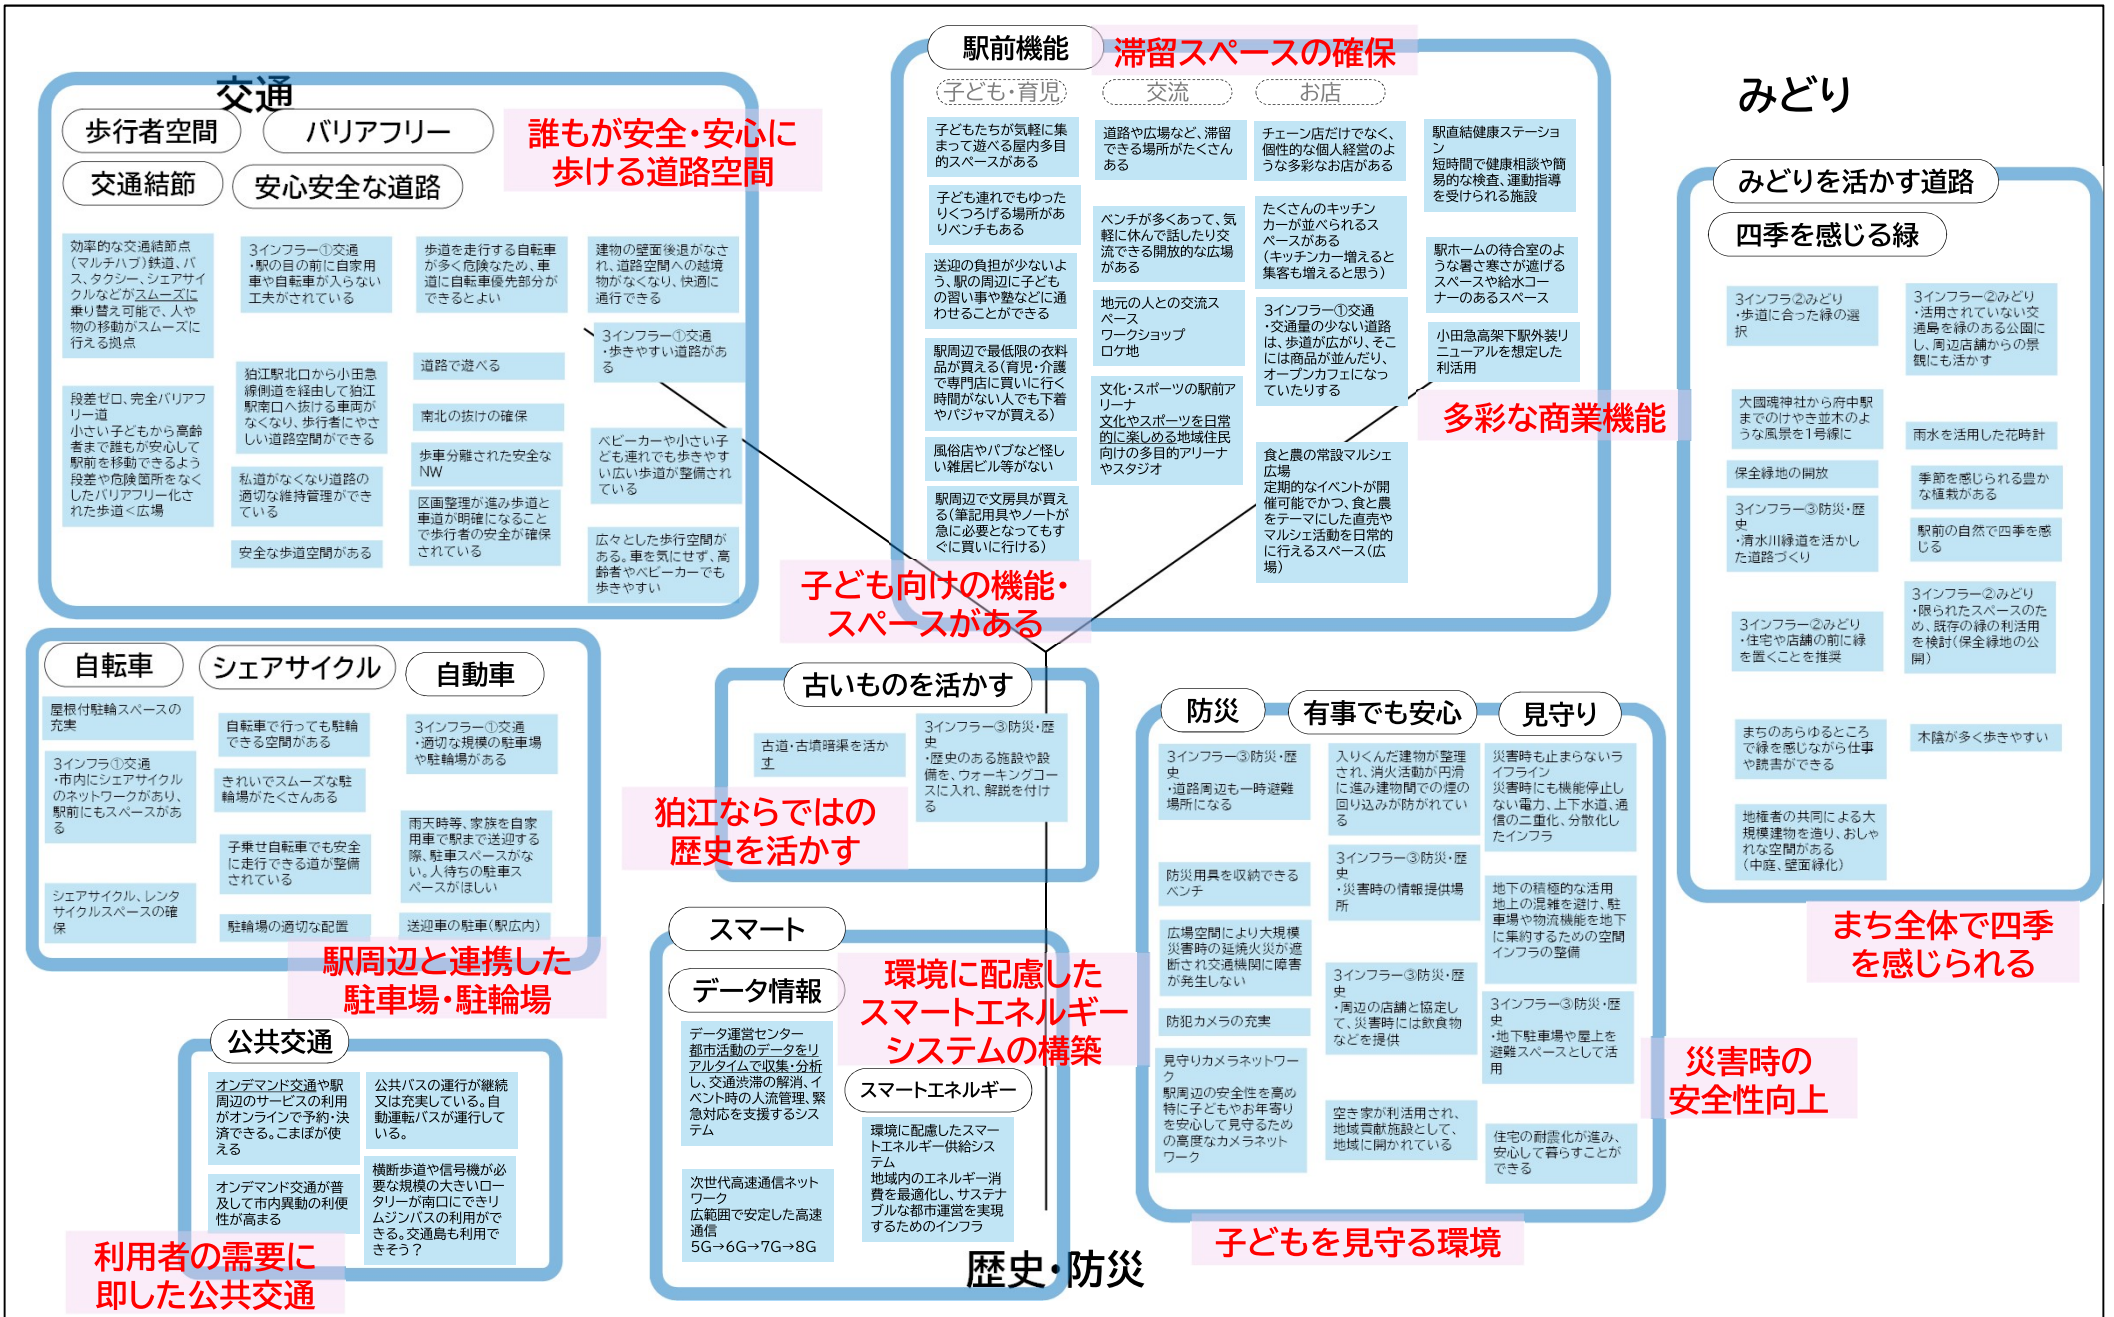 交通
歩行者空間
バリアフリー
交通結節
安心安全な道路
誰もが安全・安心に
歩ける道路空間
効率的な交通結節点
（マルチハブ）鉄道、バ
ス、タクシー、シェアサイ
クルなどがスムーズに
乗り替え可能で、人や
物の移動がスムーズに
行える拠点
段差ゼロ、完全バリアフ
リー道
小さい子どもから高齢
者まで誰もが安心して
駅前を移動できるよう
段差や危険箇所をなく
したバリアフリー化さ
れた歩道＜広場
3インフラー①交通
・駅の目の前に自家用
車や自転車が入らない
工夫がされている
狛江駅北口から小田急
線側道を経由して狛江
駅南口へ抜ける車両が
なくなり、歩行者にやさ
しい道路空間ができる
私道がなくなり道路の
適切な維持管理ができ
ている
安全な歩道空間がある
歩道を走行する自転車
が多く危険なため、車
道に自転車優先部分が
できるとよい
道路で遊べる
南北の抜けの確保
歩車分離された安全な
NW
区画整理が進み歩道と
車道が明確になること
で歩行者の安全が確保
されている
建物の壁面後退がなさ
れ、道路空間への越境
物がなくなり、快適に
通行できる
3インフラー①交通
・歩きやすい道路があ
る
ベビーカーや小さい子
ども連れでも歩きやす
い広い歩道が整備され
ている
広々とした歩行空間が
ある。車を気にせず、高
齢者やベビーカーでも
歩きやすい
駅前機能
滞留スペースの確保
子ども・育児
交流
お店
子どもたちが気軽に集
まって遊べる屋内多目
的スペースがある
子ども連れでもゆった
りくつろげる場所があ
りベンチもある
送迎の負担が少ないよ
う、駅の周辺に子ども
の習い事や塾などに通
わせることができる
駅周辺で最低限の衣料
品が買える（育児・介護
で専門店に買いに行く
時間がない人でも下着
やパジャマが買える）
風俗店やパブなど怪し
い雑居ビル等がない
駅周辺で文房具が買え
る（筆記用具やノートが
急に必要となってもす
ぐに買いに行ける）
道路や広場など、滞留
できる場所がたくさん
ある
ベンチが多くあって、気
軽に休んで話したり交
流できる開放的な広場
がある
地元の人との交流ス
ペース
ワークショップ
ロケ地
文化・スポーツの駅前ア
リーナ
文化やスポーツを日常
的に楽しめる地域住民
向けの多目的アリーナ
やスタジオ
チェーン店だけでなく、
個性的な個人経営のよ
うな多彩なお店がある
たくさんのキッチン
カーが並べられるス
ペースがある
（キッチンカー増えると
集客も増えると思う）
3インフラー①交通
・交通量の少ない道路
は、歩道が広がり、そこ
には商品が並んだり、
オープンカフェになっ
ていたりする
食と農の常設マルシェ
広場
定期的なイベントが開
催可能でかつ、食と農
をテーマにした直売や
マルシェ活動を日常的
に行えるスペース（広
場）
駅直結健康ステーショ
ン
短時間で健康相談や簡
易的な検査、運動指導
を受けられる施設
駅ホームの待合室のよ
うな暑さ寒さが遮げる
スペースや給水コー
ナーのあるスペース
小田急高架下駅外装リ
ニューアルを想定した
利活用
多彩な商業機能
子ども向けの機能・
スペースがある
みどり
みどりを活かす道路
四季を感じる緑
3インフラ②みどり
・歩道に合った緑の選
択
大國魂神社から府中駅
までのけやき並木のよ
うな風景を1号線に
保全緑地の開放
3インフラー③防災・歴
史
・清水川緑道を活かし
た道路づくり
3インフラー②みどり
・住宅や店舗の前に緑
を置くことを推奨
まちのあらゆるところ
で緑を感じながら仕事
や読書ができる
地権者の共同による大
規模建物を造り、おしゃ
れな空間がある
（中庭、壁面緑化）
3インフラー②みどり
・活用されていない交
通島を緑のある公園に
し、周辺店舗からの景
観にも活かす
雨水を活用した花時計
季節を感じられる豊か
な植栽がある
駅前の自然で四季を感
じる
3インフラー②みどり
・限られたスペースのた
め、既存の緑の利活用
を検討（保全緑地の公
開）
木陰が多く歩きやすい
まち全体で四季
を感じられる
自転車
シェアサイクル
自動車
屋根付駐輪スペースの
充実
3インフラ①交通
・市内にシェアサイクル
のネットワークがあり、
駅前にもスペースがあ
る
シェアサイクル、レンタ
サイクルスペースの確
保
自転車で行っても駐輪
できる空間がある
きれいでスムーズな駐
輪場がたくさんある
子乗せ自転車でも安全
に走行できる道が整備
されている
駐輪場の適切な配置
3インフラー①交通
・適切な規模の駐車場
や駐輪場がある
雨天時等、家族を自家
用車で駅まで送迎する
際、駐車スペースがな
い。人待ちの駐車ス
ペースがほしい
送迎車の駐車（駅広内）
駅周辺と連携した
駐車場・駐輪場
公共交通
オンデマンド交通や駅
周辺のサービスの利用
がオンラインで予約・決
済できる。こまぽが使
える
オンデマンド交通が普
及して市内異動の利便
性が高まる
公共バスの運行が継続
又は充実している。自
動運転バスが運行して
いる。
横断歩道や信号機が必
要な規模の大きいロー
タリーが南口にできリ
ムジンバスの利用がで
きる。交通島も利用で
きそう？
利用者の需要に
即した公共交通
古いものを活かす
古道・古墳暗渠を活か
す
3インフラー③防災・歴
史
・歴史のある施設や設
備を、ウォーキングコー
スに入れ、解説を付け
る
狛江ならではの
歴史を活かす
スマート
データ情報
環境に配慮した
スマートエネルギー
システムの構築
データ運営センター
都市活動のデータをリ
アルタイムで収集・分析
し、交通渋滞の解消、イ
ベント時の人流管理、緊
急対応を支援するシス
テム
次世代高速通信ネット
ワーク
広範囲で安定した高速
通信
5G→6G→7G→8G
スマートエネルギー
環境に配慮したスマー
トエネルギー供給シス
テム
地域内のエネルギー消
費を最適化し、サステナ
ブルな都市運営を実現
するためのインフラ
歴史・防災
防災
有事でも安心
見守り
3インフラー③防災・歴
史
・道路周辺も一時避難
場所になる
防災用具を収納できる
ベンチ
広場空間により大規模
災害時の延焼火災が遮
断され交通機関に障害
が発生しない
防犯カメラの充実
見守りカメラネットワー
ク
駅周辺の安全性を高め
特に子どもやお年寄り
を安心して見守るため
の高度なカメラネット
ワーク
入りくんだ建物が整理
され、消火活動が円滑
に進み建物間での煙の
回り込みが防がれてい
る
3インフラー③防災・歴
史
・災害時の情報提供場
所
3インフラー③防災・歴
史
・周辺の店舗と協定し
て、災害時には飲食物
などを提供
空き家が利活用され、
地域貢献施設として、
地域に開かれている
災害時も止まらないラ
イフライン
災害時にも機能停止し
ない電力、上下水道、通
信の二重化、分散化し
たインフラ
地下の積極的な活用
地上の混雑を避け、駐
車場や物流機能を地下
に集約するための空間
インフラの整備
3インフラー③防災・歴
史
・地下駐車場や屋上を
避難スペースとして活
用
住宅の耐震化が進み、
安心して暮らすことが
できる
災害時の
安全性向上
子どもを見守る環境